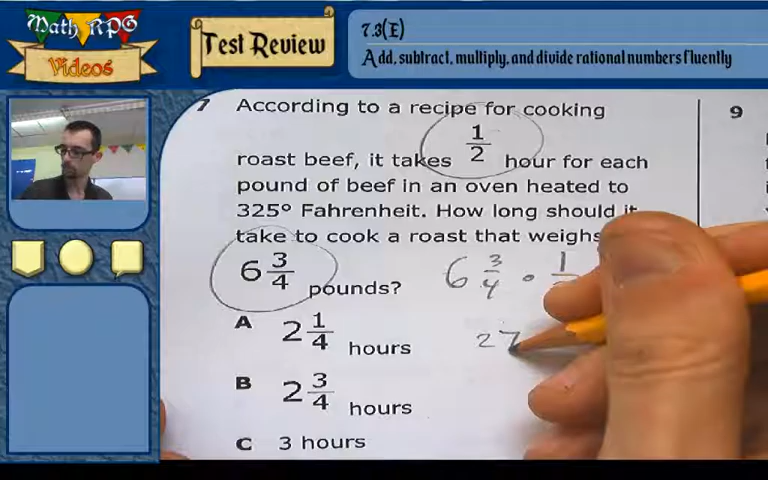 Math RPG
Videos
Test Review
7.3(E)
Add, subtract, multiply, and divide rational numbers fluently
7 According to a recipe for cooking
roast beef, it takes 1/2 hour for each
pound of beef in an oven heated to
325° Fahrenheit. How long should it
take to cook a roast that weighs
6 3/4 pounds?
6 3/4 · 1
27
A 2 1/4 hours
B 2 3/4 hours
C 3 hours
9